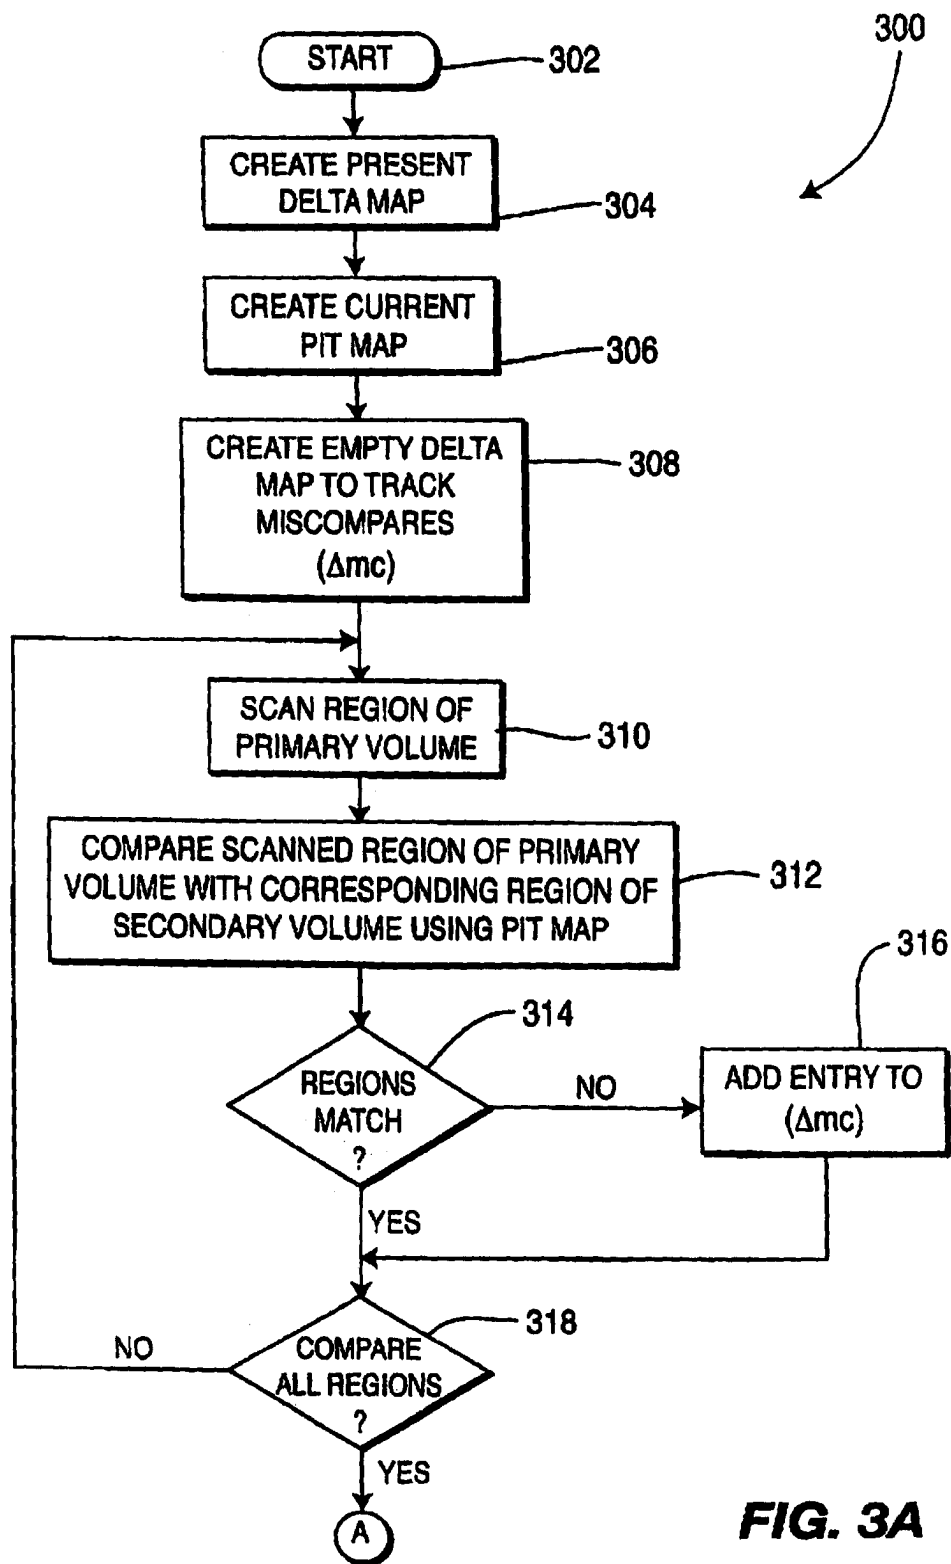 300
START
302
CREATE PRESENT
DELTA MAP
304
CREATE CURRENT
PIT MAP
306
CREATE EMPTY DELTA
MAP TO TRACK
MISCOMPARES
(Δmc)
308
SCAN REGION OF
PRIMARY VOLUME
310
COMPARE SCANNED REGION OF PRIMARY
VOLUME WITH CORRESPONDING REGION OF
SECONDARY VOLUME USING PIT MAP
312
314
REGIONS
MATCH
?
NO
316
ADD ENTRY TO
(Δmc)
YES
318
COMPARE
ALL REGIONS
?
NO
YES
A
FIG. 3A